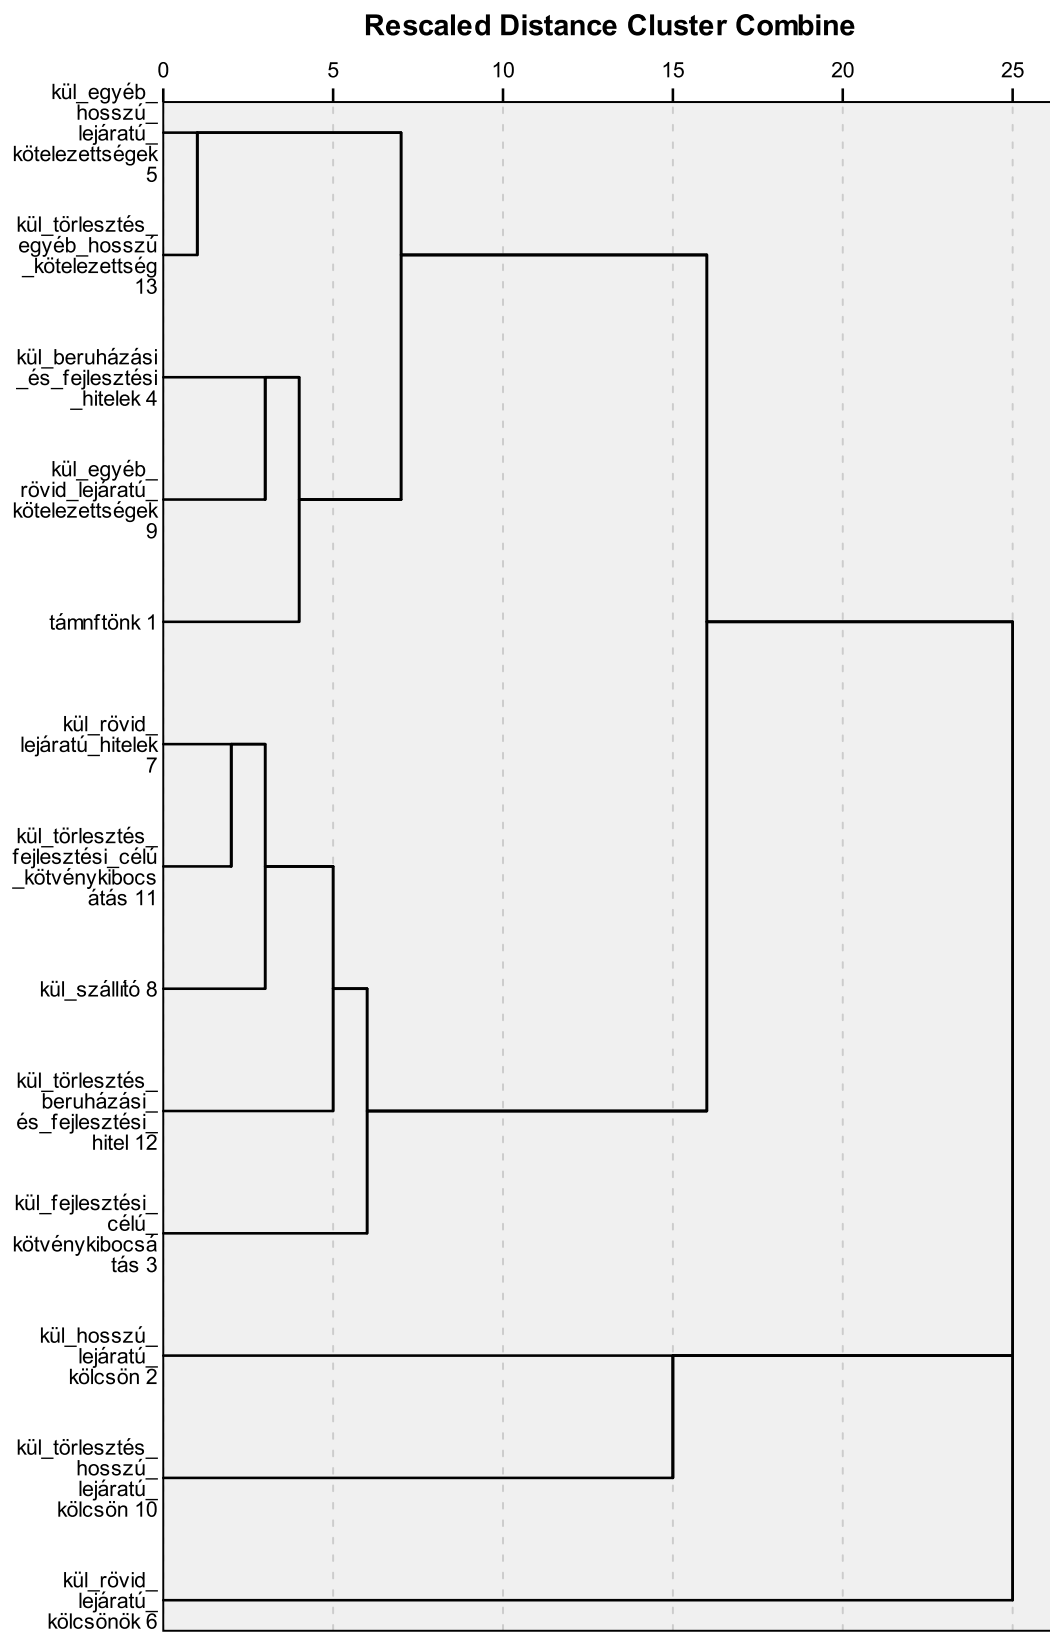 Rescaled Distance Cluster Combine
0 5 10 15 20 25
kül_egyéb_
hosszú_
lejáratú_
kötelezettségek
5
kül_törlesztés_
egyéb_hosszú
_kötelezettség
13
kül_beruházási
_és_fejlesztési
_hitelek 4
kül_egyéb_
rövid_lejáratú_
kötelezettségek
9
támnftönk 1
kül_rövid_
lejáratú_hitelek
7
kül_törlesztés_
fejlesztési_célú
_kötvénykibocs
átás 11
kül_szállító 8
kül_törlesztés_
beruházási_
és_fejlesztési_
hitel 12
kül_fejlesztési_
célú_
kötvénykibocsá
tás 3
kül_hosszú_
lejáratú_
kölcsön 2
kül_törlesztés_
hosszú_
lejáratú_
kölcsön 10
kül_rövid_
lejáratú_
kölcsönök 6